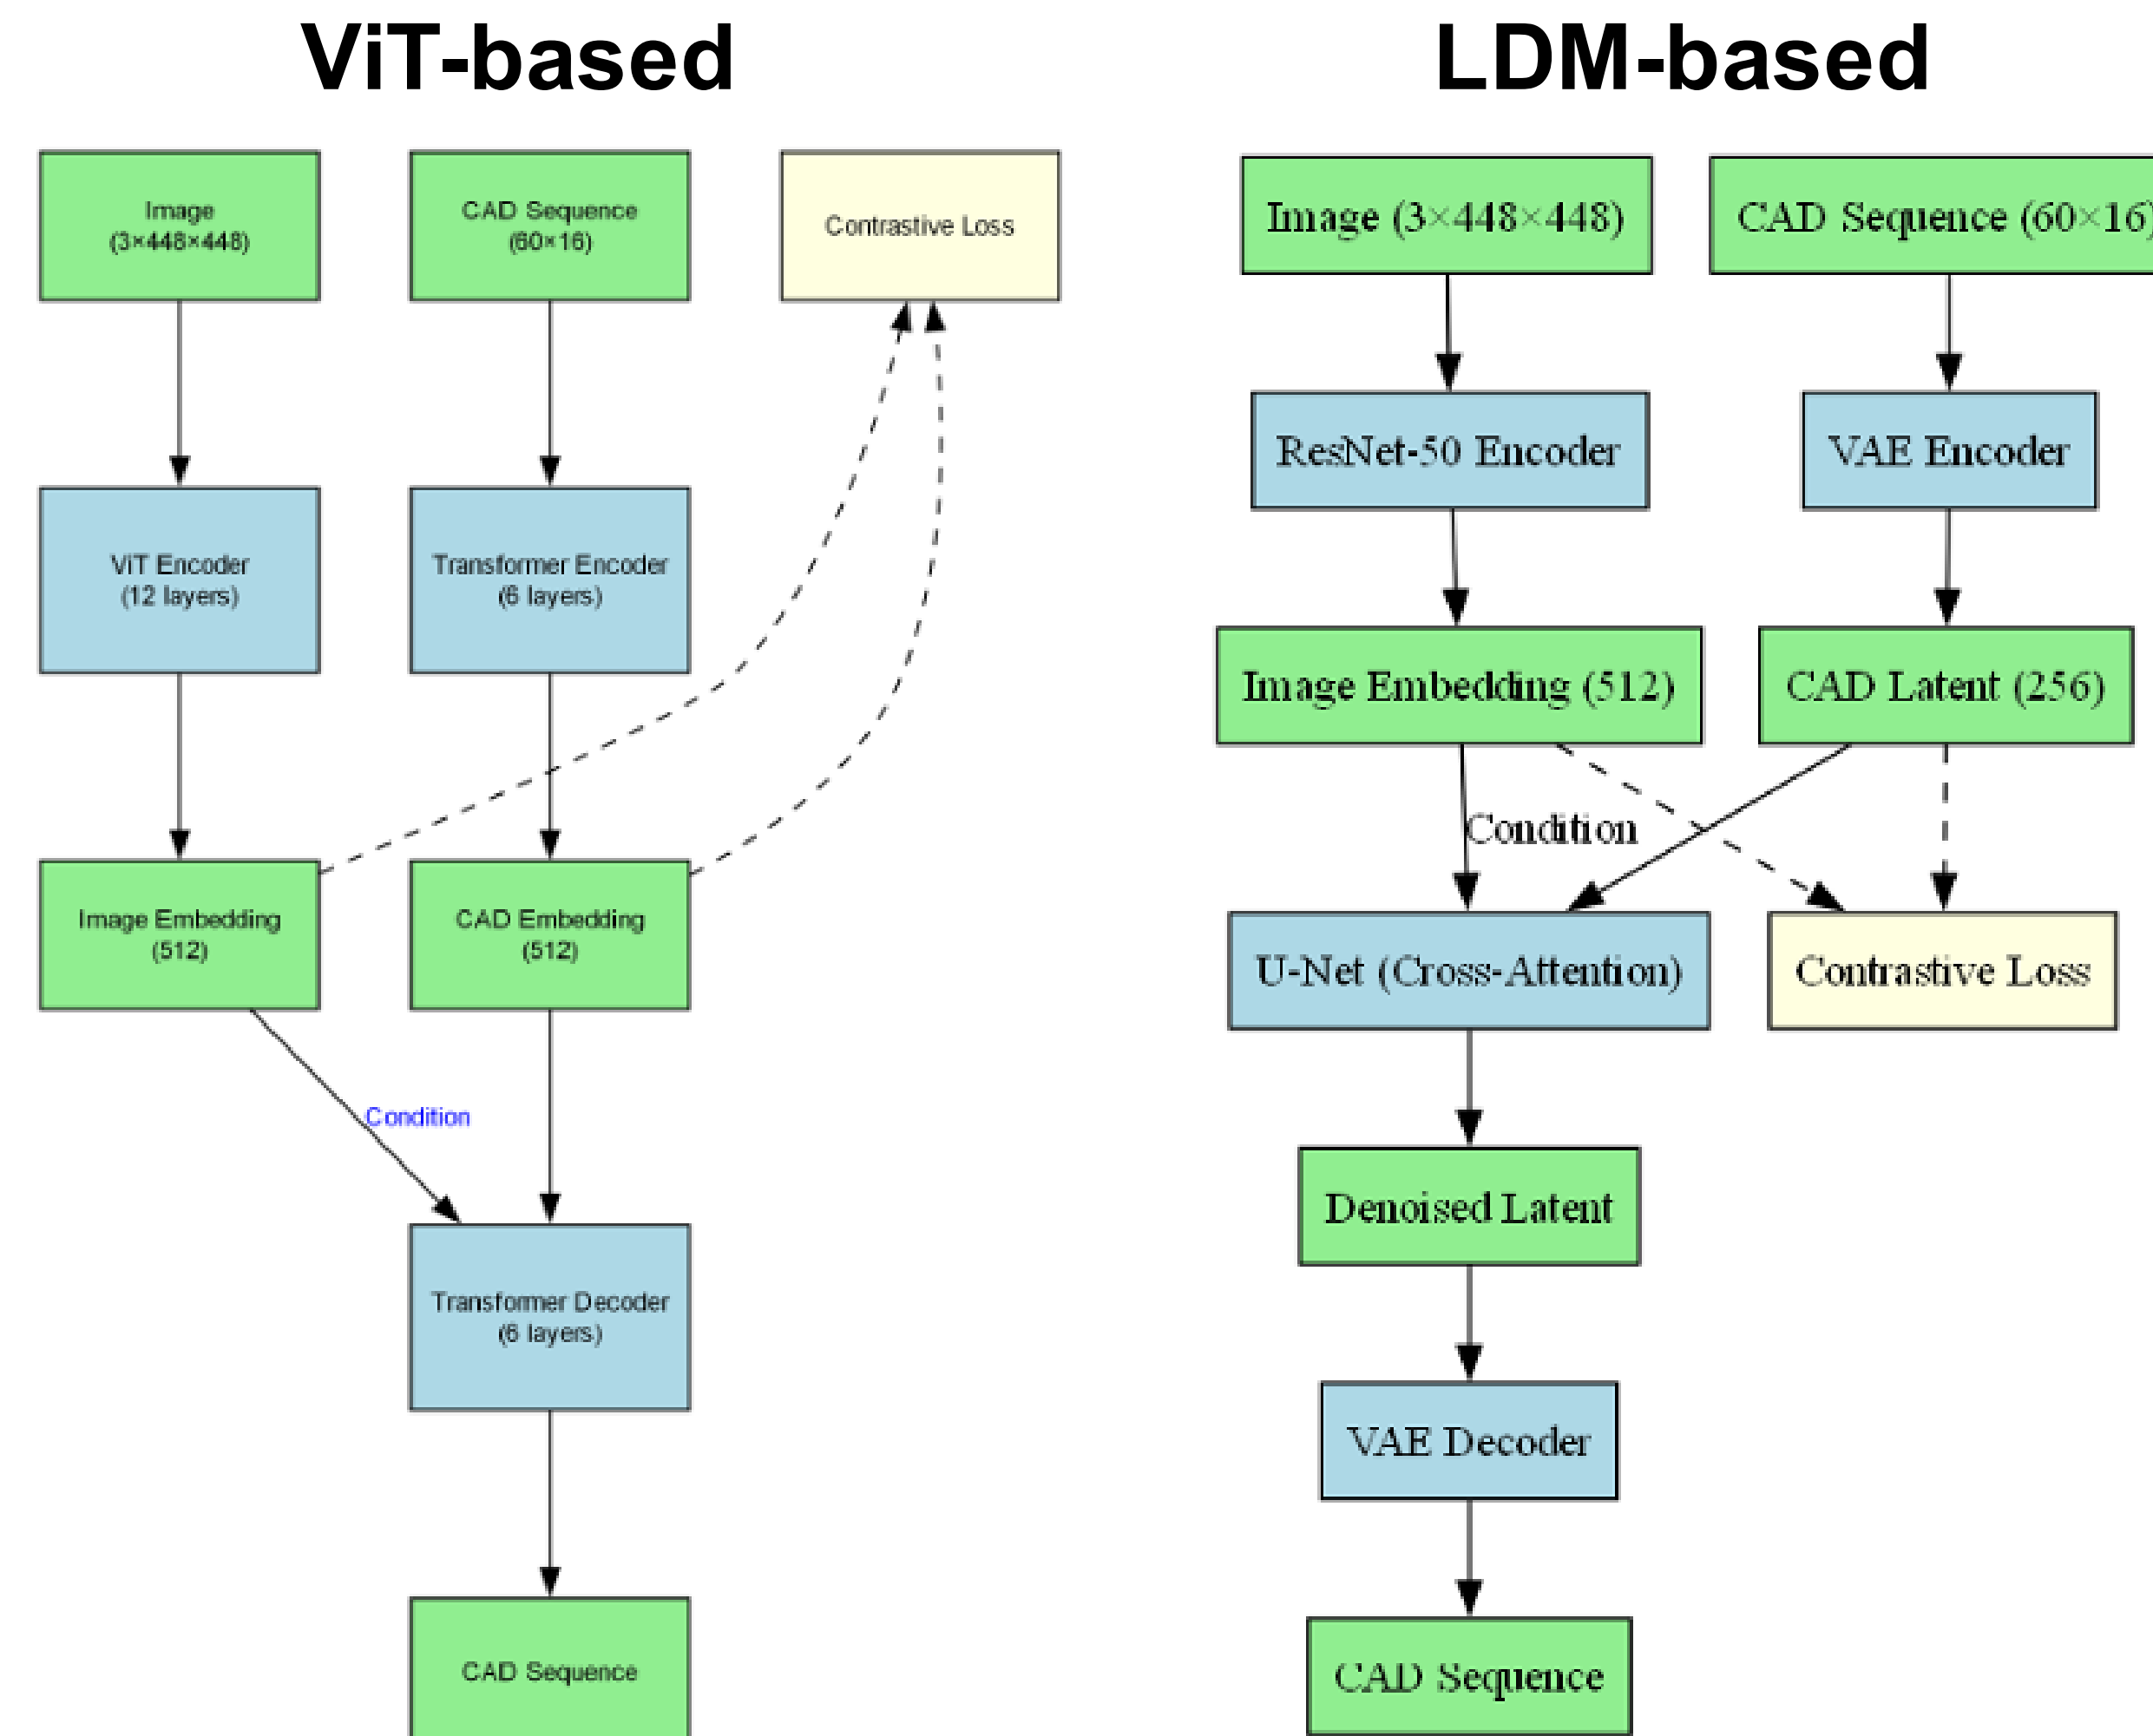 ViT-based
Image
(3×448×448)
CAD Sequence
(60×16)
Contrastive Loss
ViT Encoder
(12 layers)
Transformer Encoder
(6 layers)
Image Embedding
(512)
CAD Embedding
(512)
Condition
Transformer Decoder
(6 layers)
CAD Sequence
LDM-based
Image (3×448×448)
CAD Sequence (60×16)
ResNet-50 Encoder
VAE Encoder
Image Embedding (512)
CAD Latent (256)
Condition
U-Net (Cross-Attention)
Contrastive Loss
Denoised Latent
VAE Decoder
CAD Sequence